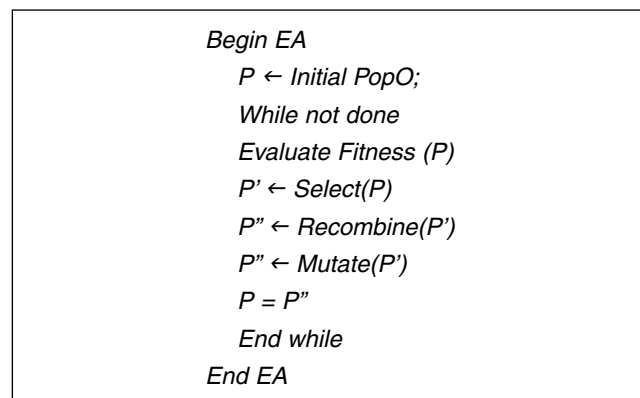 Begin EA
P ← Initial PopO;
While not done
Evaluate Fitness (P)
P’ ← Select(P)
P” ← Recombine(P’)
P” ← Mutate(P’)
P = P”
End while
End EA